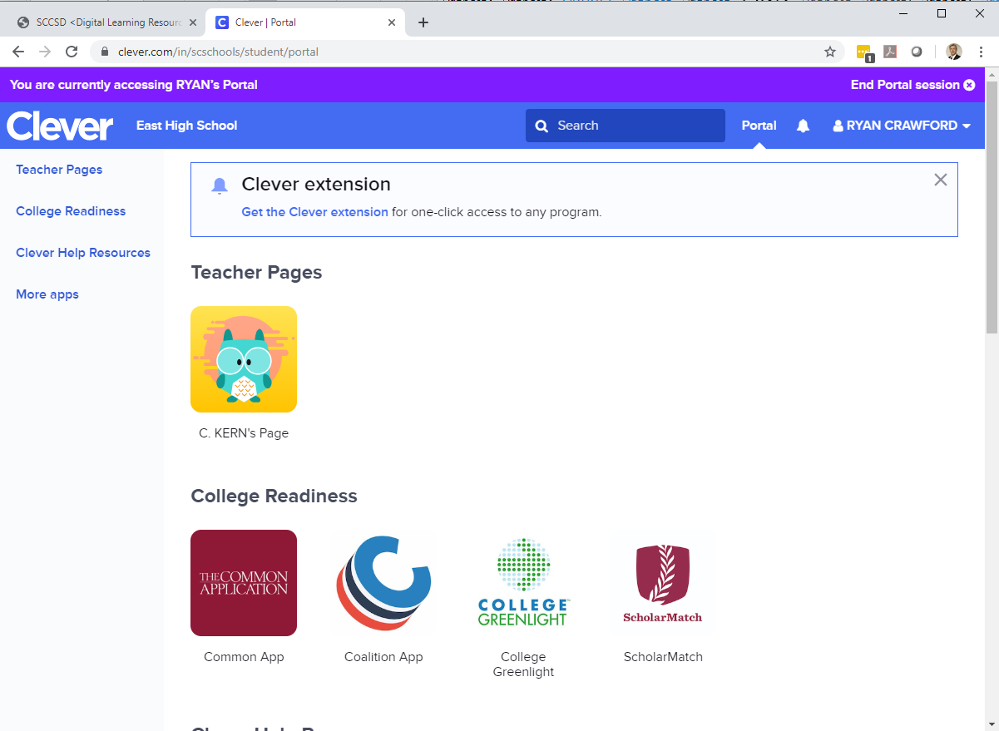 SCCSD <Digital Learning Resourc
Clever | Portal
clever.com/in/scschools/student/portal
1
You are currently accessing RYAN's Portal
End Portal session
Clever
East High School
Search
Portal
RYAN CRAWFORD
Teacher Pages
College Readiness
Clever Help Resources
More apps
Clever extension
Get the Clever extension for one-click access to any program.
Teacher Pages
C. KERN's Page
College Readiness
THE COMMON
APPLICATION
COLLEGE™
GREENLIGHT
ScholarMatch
Common App
Coalition App
College
Greenlight
ScholarMatch